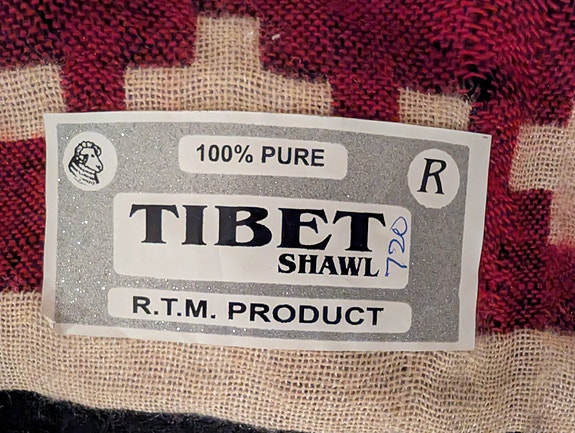 100% PURE
R
TIBET
SHAWL
720
R.T.M. PRODUCT